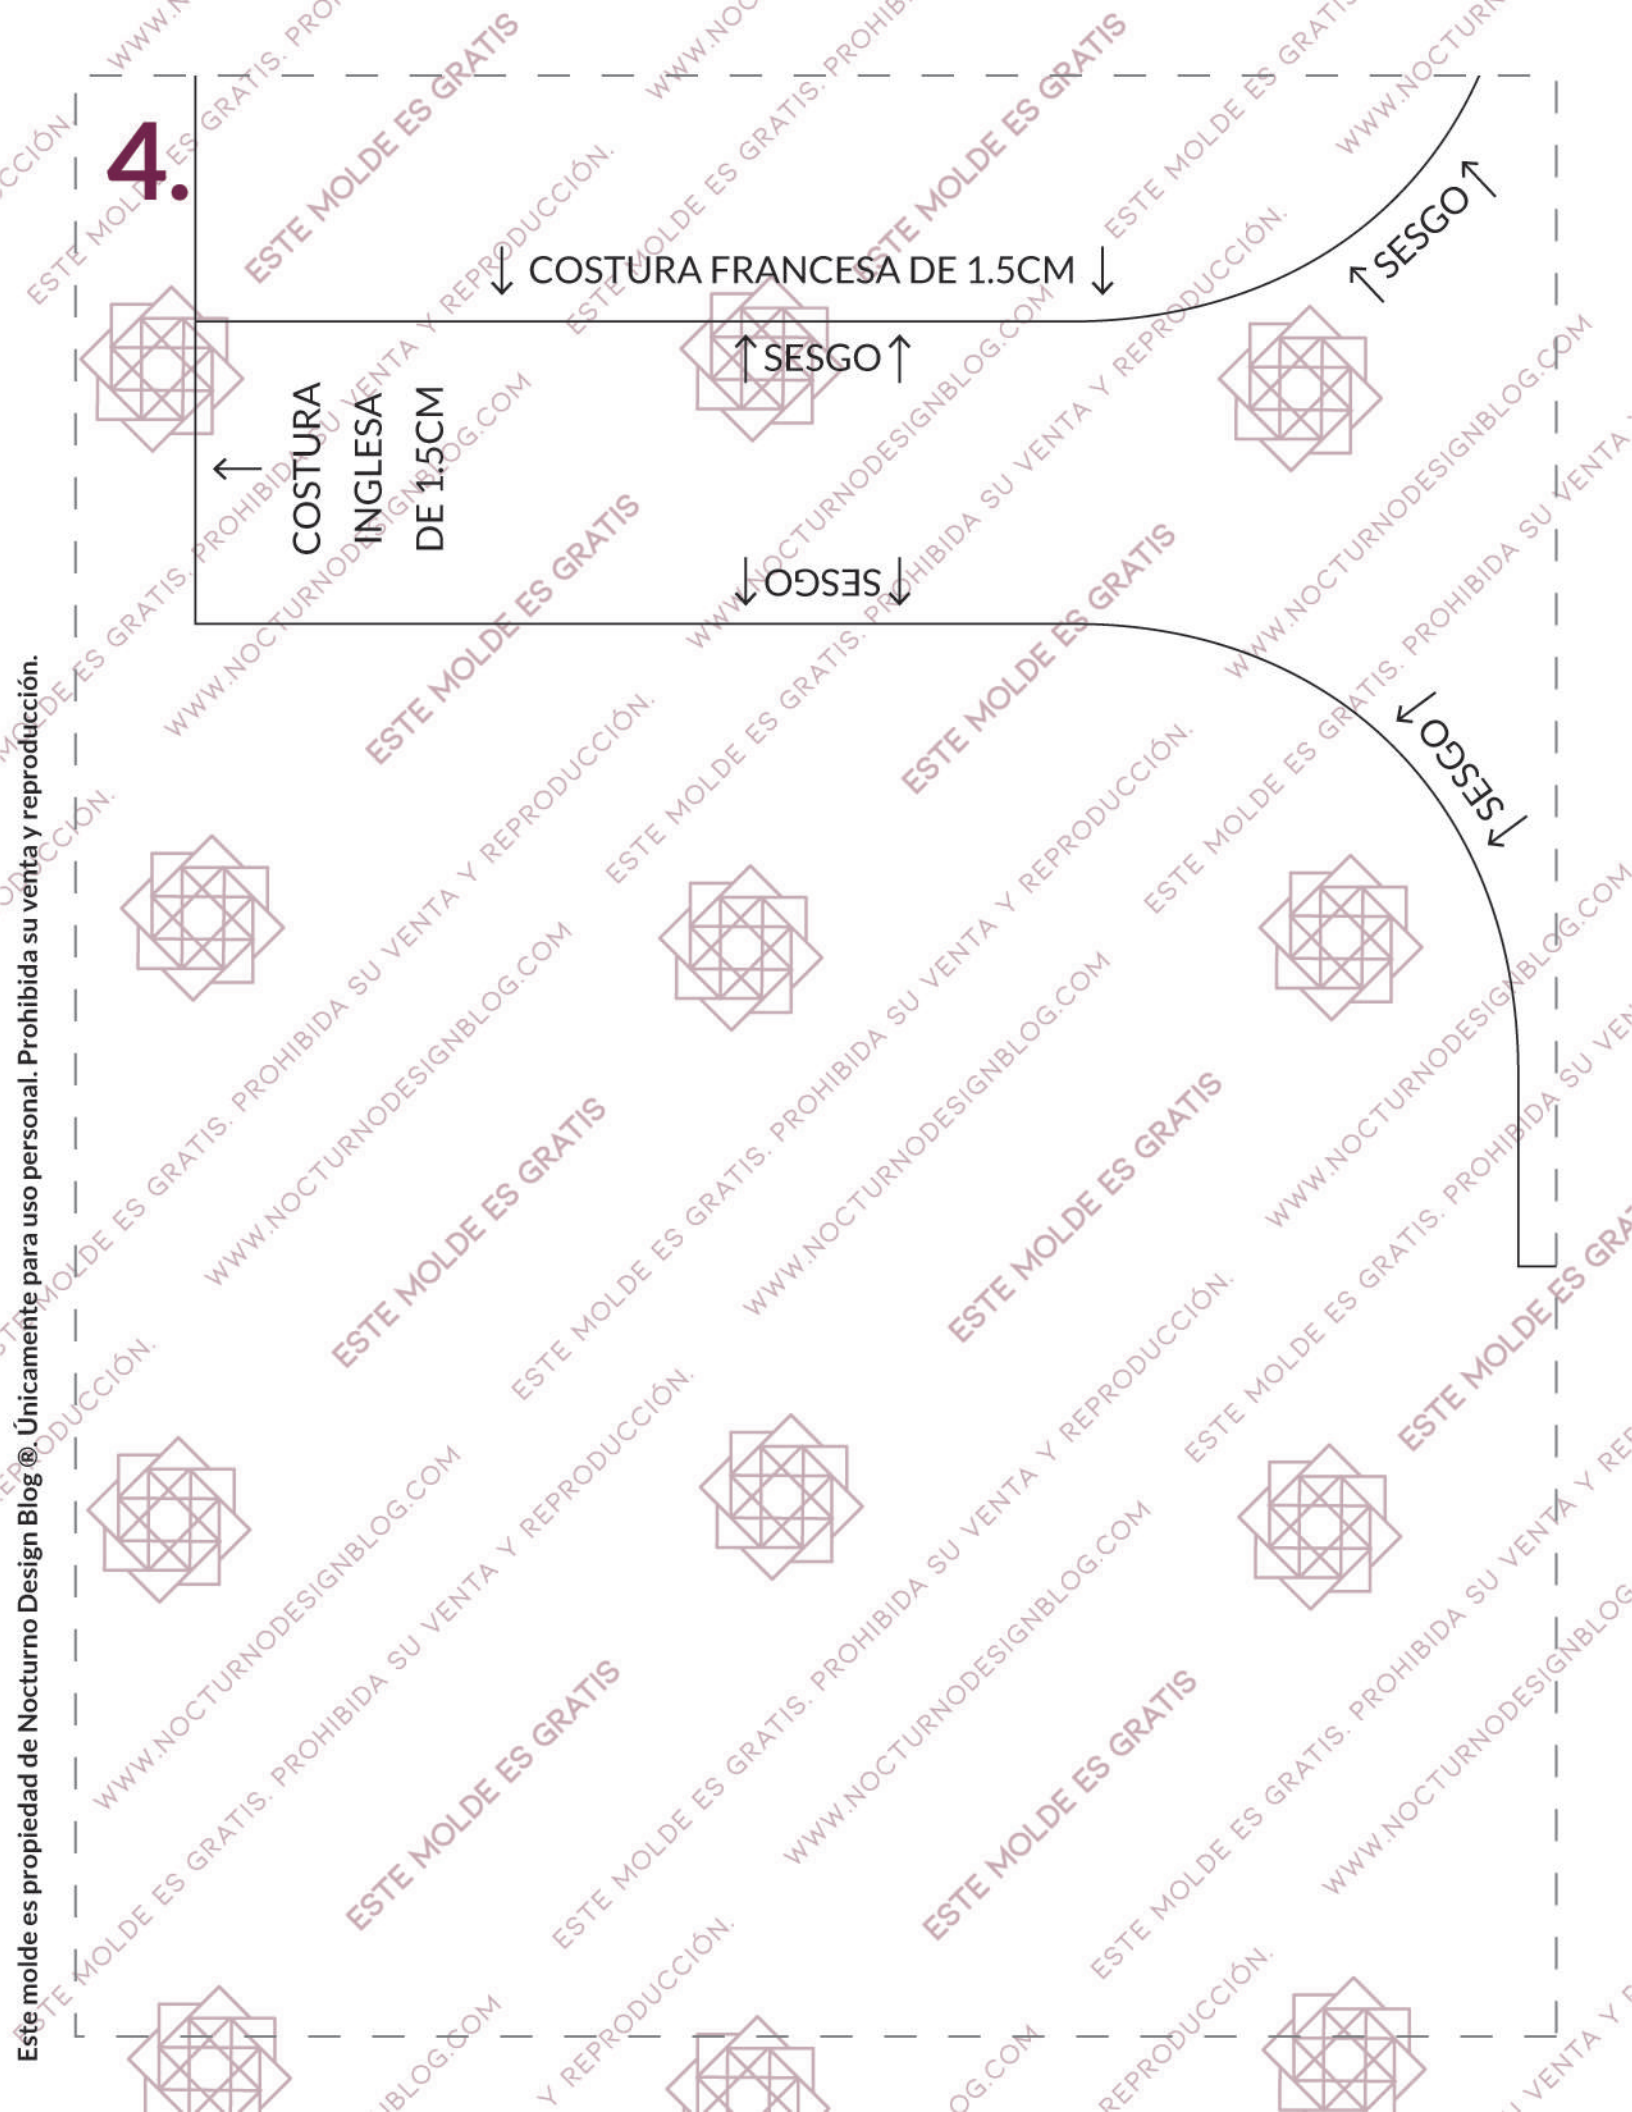 4.
↓ COSTURA FRANCESA DE 1.5CM ↓
↑ SESGO ↑
↑ SESGO ↑
← COSTURA
INGLESA
DE 1.5CM
↓ SESGO ↓
↓ SESGO ↓
Este molde es propiedad de Nocturno Design Blog ®. Únicamente para uso personal. Prohibida su venta y reproducción.
ESTE MOLDE ES GRATIS
ESTE MOLDE ES GRATIS. PROHIBIDA SU VENTA Y REPRODUCCIÓN.
WWW.NOCTURNODESIGNBLOG.COM